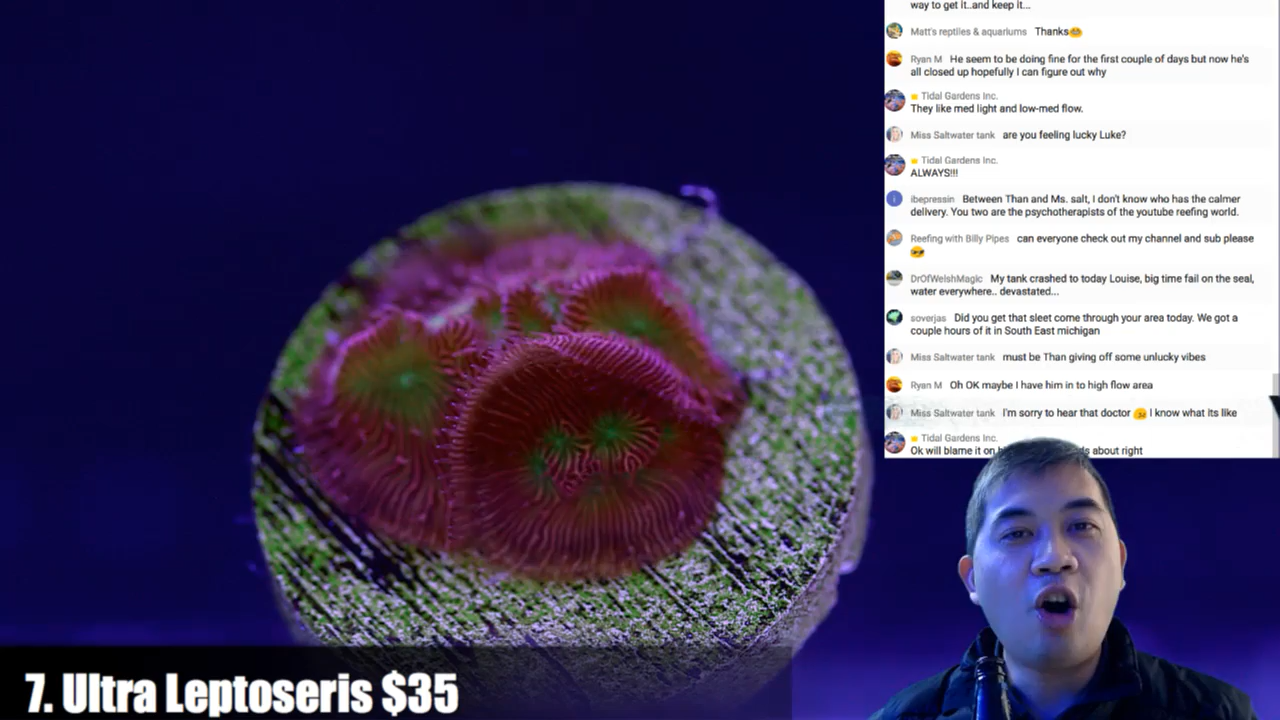 way to get it..and keep it...
Matt's reptiles & aquariums Thanks
Ryan M He seem to be doing fine for the first couple of days but now he's
all closed up hopefully I can figure out why
Tidal Gardens Inc.
They like med light and low-med flow.
Miss Saltwater tank are you feeling lucky Luke?
Tidal Gardens Inc.
ALWAYS!!!
ibepressin Between Than and Ms. salt, I don't know who has the calmer
delivery. You two are the psychotherapists of the youtube reefing world.
Reefing with Billy Pipes can everyone check out my channel and sub please
DrOfWelshMagic My tank crashed to today Louise, big time fail on the seal,
water everywhere.. devastated...
soverjas Did you get that sleet come through your area today. We got a
couple hours of it in South East michigan
Miss Saltwater tank must be Than giving off some unlucky vibes
Ryan M Oh OK maybe I have him in to high flow area
Miss Saltwater tank I'm sorry to hear that doctor I know what its like
Tidal Gardens Inc.
Ok will blame it on about right
7. Ultra Leptoseris $35